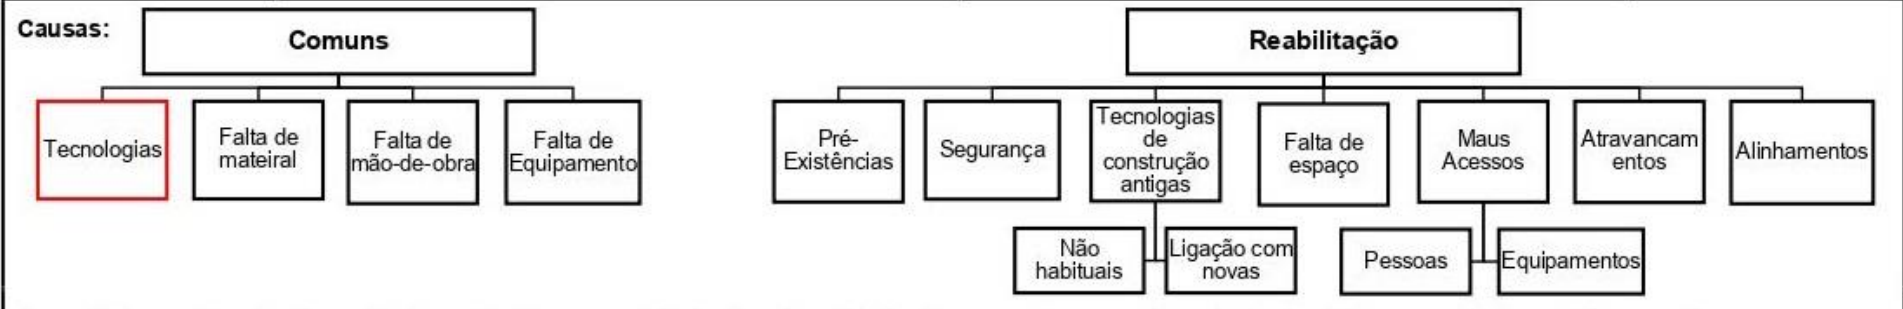 Causas:
Comuns
Reabilitação
Tecnologias
Falta de
mateiral
Falta de
mão-de-obra
Falta de
Equipamento
Pré-
Existências
Segurança
Tecnologias
de
construção
antigas
Falta de
espaço
Maus
Acessos
Atravancam
entos
Alinhamentos
Não
habituais
Ligação com
novas
Pessoas
Equipamentos